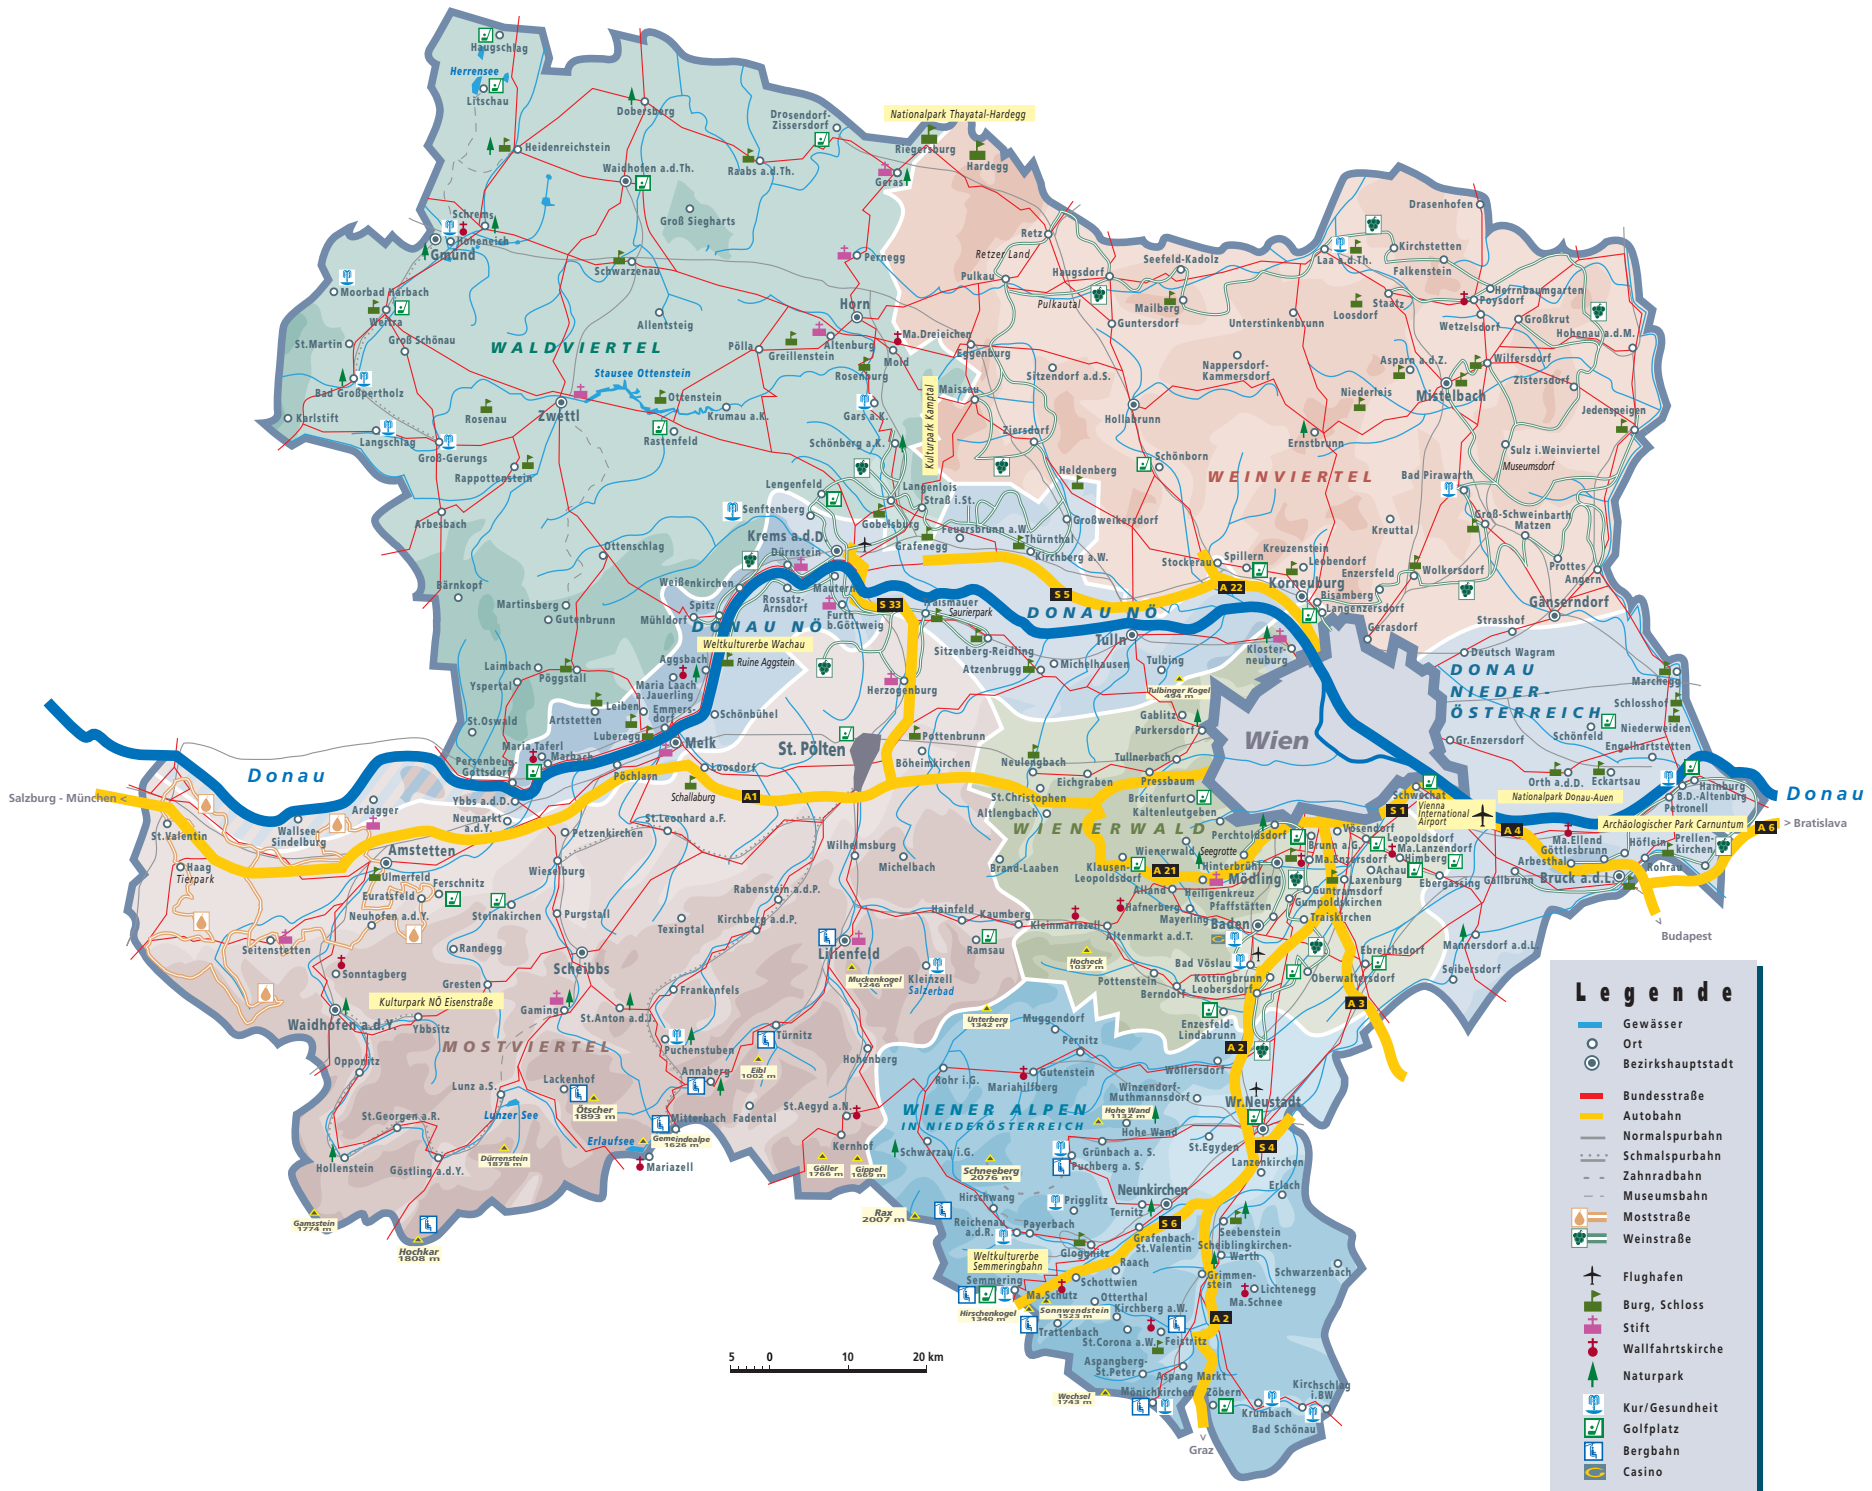 Haugschlag
Herrensee
Litschau
Dobersberg
Drosendorf-
Zissersdorf
Nationalpark Thayatal-Hardegg
Riegersburg
Hardegg
Heidenreichstein
Waidhofen a.d.Th.
Raabs a.d.Th.
Geras
Groß Siegharts
Schrems
Hoheneich
Gmünd
Drasenhofen
Retz
Retzer Land
Pernegg
Schwarzenau
Pulkau
Haugsdorf
Seefeld-Kadolz
Laa a.d.Th.
Kirchstetten
Falkenstein
Moorbad Harbach
Weitra
Horn
Pulkautal
Mailberg
Guntersdorf
Unterstinkenbrunn
Loosdorf
Staatz
Herrnbaumgarten
Poysdorf
Wetzelsdorf
Großkrut
Hohenau a.d.M.
St.Martin
Groß Schönau
Allentsteig
WALDVIERTEL
Pölla
Greillenstein
Altenburg
Ma.Dreieichen
Mold
Eggenburg
Rosenburg
Maissau
Sitzendorf a.d.S.
Nappersdorf-
Kammersdorf
Asparn a.d.Z.
Wilfersdorf
Zistersdorf
Mistelbach
Niederleis
Jedenspeigen
Stausee Ottenstein
Ottenstein
Bad Großpertholz
Karlstift
Langschlag
Groß-Gerungs
Rosenau
Zwettl
Krumau a.K.
Rastenfeld
Gars a.K.
Schönberg a.K.
Kulturpark Kamptal
Ziersdorf
Hollabrunn
Ernstbrunn
Sulz i.Weinviertel
Museumsdorf
Rappottenstein
Arbesbach
Lengenfeld
Langenlois
Straß i.St.
Heldenberg
Schönborn
WEINVIERTEL
Bad Pirawarth
Senftenberg
Gobelsburg
Krems a.d.D.
Feuersbrunn a.W.
Großweikersdorf
Grafenegg
Thürnthal
Kirchberg a.W.
Kreuttal
Groß-Schweinbarth
Matzen
Ottenschlag
Dürnstein
Stockerau
Spillern
Kreuzenstein
Leobendorf
Enzersfeld
Wolkersdorf
Prottes
Angern
Bärnkopf
Martinsberg
Gutenbrunn
Weißenkirchen
Rossatz-
Arnsdorf
Mautern
Furth
b.Göttweig
S 33
Traismauer
Saurierpark
S 5
A 22
Korneuburg
Bisamberg
Langenzersdorf
Gänserndorf
Spitz
Mühldorf
DONAU NÖ
DONAU NÖ
Weltkulturerbe Wachau
Ruine Aggstein
Sitzenberg-Reidling
Atzenbrugg
Michelhausen
Tulln
Tulbing
Kloster-
neuburg
Gerasdorf
Strasshof
Deutsch Wagram
DONAU
NIEDER-
ÖSTERREICH
Marchegg
Laimbach
Pöggstall
Yspertal
Aggsbach
Maria Laach
a.Jauerling
Herzogenburg
Tulbinger Kogel
494 m
Schlosshof
Niederweiden
Schönfeld
Engelhartstetten
St.Oswald
Artstetten
Leiben
Emmers-
dorf
Luberegg
Schönbühel
Melk
St. Pölten
Pottenbrunn
Gablitz
Purkersdorf
Wien
Gr.Enzersdorf
Maria Taferl
Marbach
Persenbeug-
Gottsdorf
Pöchlarn
Loosdorf
Böheimkirchen
Neulengbach
Tullnerbach
Eichgraben
Pressbaum
Donau
Salzburg - München <
Ardagger
Ybbs a.d.D.
Neumarkt
a.d.Y.
Schallaburg
A1
St.Christophen
Altlengbach
Breitenfurt
Kaltenleutgeben
Schwechat
S 1
Vienna
International
Airport
Orth a.d.D.
Eckartsau
Nationalpark Donau-Auen
Hainburg
B.D.-Altenburg
Petronell
Donau
St.Valentin
Wallsee-
Sindelburg
Petzenkirchen
St.Leonhard a.F.
WIENERWALD
Perchtoldsdorf
Vösendorf
A 4
Archäologischer Park Carnuntum
A 6
> Bratislava
Amstetten
Haag
Tierpark
Ulmerfeld
Wieselburg
Wilhelmsburg
Michelbach
Brand-Laaben
Klausen-
Leopoldsdorf
Wienerwald
Seegrotte
Hinterbrühl
Brunn a.G.
Leopoldsdorf
Ma.Lanzendorf
Ma.Enzersdorf
Himberg
Achau
Ma.Ellend
Göttlesbrunn
Höflein
Prellen-
kirchen
Arbesthal
Rohrau
Bruck a.d.L.
A 21
Mödling
Laxenburg
Ebergassing
Gallbrunn
Alland
Heiligenkreuz
Guntramsdorf
Gumpoldskirchen
Euratsfeld
Ferschnitz
Neuhofen a.d.Y.
Steinakirchen
Purgstall
Rabenstein a.d.P.
Kirchberg a.d.P.
Texingtal
Hainfeld
Kaumberg
Kleinmariazell
Hafnerberg
Mayerling
Pfaffstätten
Traiskirchen
Baden
Altenmarkt a.d.T.
Seitenstetten
Randegg
Scheibbs
Lilienfeld
Ramsau
Mannersdorf a.d.L.
Budapest
Sonntagberg
Gresten
Muckenkogel
1246 m
Kleinzell
Salzerbad
Hocheck
1037 m
Bad Vöslau
Kottingbrunn
Leobersdorf
Ebreichsdorf
Oberwaltersdorf
Seibersdorf
Pottenstein
Berndorf
A 3
Kulturpark NÖ Eisenstraße
Frankenfels
Waidhofen a.d.Y.
Ybbsitz
Gaming
St.Anton a.d.J.
Unterberg
1342 m
Muggendorf
Enzesfeld-
Lindabrunn
MOSTVIERTEL
Puchenstuben
Türnitz
Hohenberg
Pernitz
A 2
Opponitz
Lackenhof
Annaberg
Eibl
1002 m
Rohr i.G.
Gutenstein
Mariahilfberg
Wöllersdorf
Lunz a.S.
Ötscher
1893 m
Fadental
St.Aegyd a.N.
Winzendorf-
Muthmannsdorf
Lunzer See
WIENER ALPEN
IN NIEDERÖSTERREICH
Hohe Wand
1132 m
Hohe Wand
Wr.Neustadt
St.Georgen a.R.
Mitterbach
Gemeindealpe
1626 m
Erlaufsee
Mariazell
Kernhof
Schwarzau i.G.
Grünbach a. S.
Puchberg a. S.
St.Egyden
S 4
Lanzenkirchen
Hollenstein
Dürrenstein
1878 m
Göstling a.d.Y.
Göller
1766 m
Gippel
1669 m
Schneeberg
2076 m
Neunkirchen
Erlach
Ternitz
Gamsstein
1774 m
Hochkar
1808 m
Rax
2007 m
Hirschwang
Prigglitz
Reichenau
a.d.R.
Payerbach
Gloggnitz
S 6
Grafenbach-
St.Valentin
Seebenstein
Scheiblingkirchen-
Warth
Weltkulturerbe
Semmeringbahn
Raach
Schottwien
Grimmen-
stein
Schwarzenbach
Semmering
Ma.Schutz
Hirschenkogel
1340 m
Sonnwendstein
1523 m
Otterthal
Kirchberg a.W.
Ma.Schnee
Lichtenegg
Trattenbach
St.Corona a.W.
Feistritz
A 2
Aspangberg-
St.Peter
Aspang Markt
Wechsel
1743 m
Mönichkirchen
Zöbern
Krumbach
Kirchschlag
i.BW
Bad Schönau
Graz
5 0 10 20 km
Legende
Gewässer
Ort
Bezirkshauptstadt
Bundesstraße
Autobahn
Normalspurbahn
Schmalspurbahn
Zahnradbahn
Museumsbahn
Moststraße
Weinstraße
Flughafen
Burg, Schloss
Stift
Wallfahrtskirche
Naturpark
Kur/Gesundheit
Golfplatz
Bergbahn
Casino